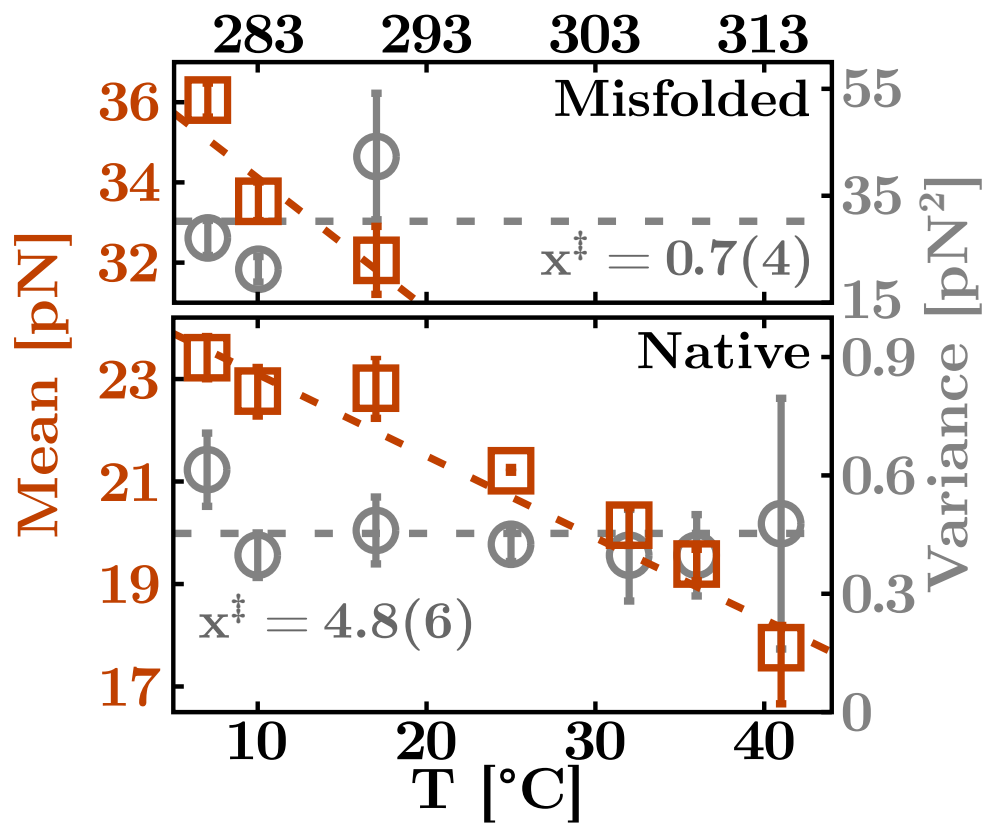 283 293 303 313
Misfolded
36
34
32
55
35
15
x‡ = 0.7(4)
Native
23
21
19
17
0.9
0.6
0.3
0
x‡ = 4.8(6)
10 20 30 40
T [°C]
Mean [pN]
Variance [pN²]